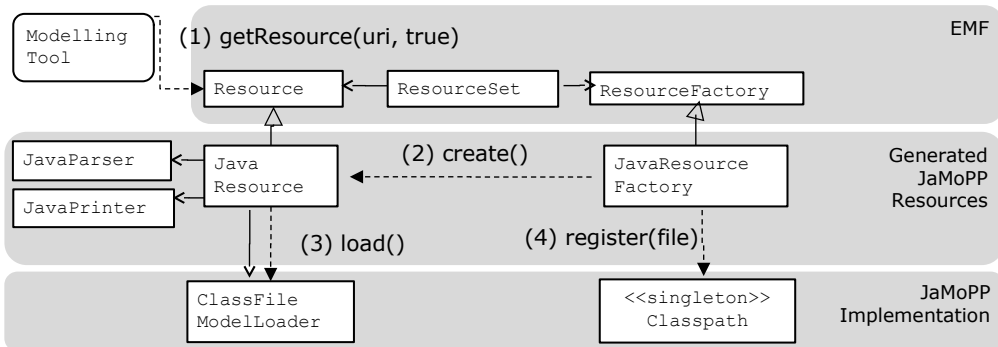 Modelling
Tool
(1) getResource(uri, true)
EMF
Resource
ResourceSet
ResourceFactory
JavaParser
JavaPrinter
Java
Resource
(2) create()
JavaResource
Factory
Generated
JaMoPP
Resources
(3) load()
(4) register(file)
ClassFile
ModelLoader
<<singleton>>
Classpath
JaMoPP
Implementation